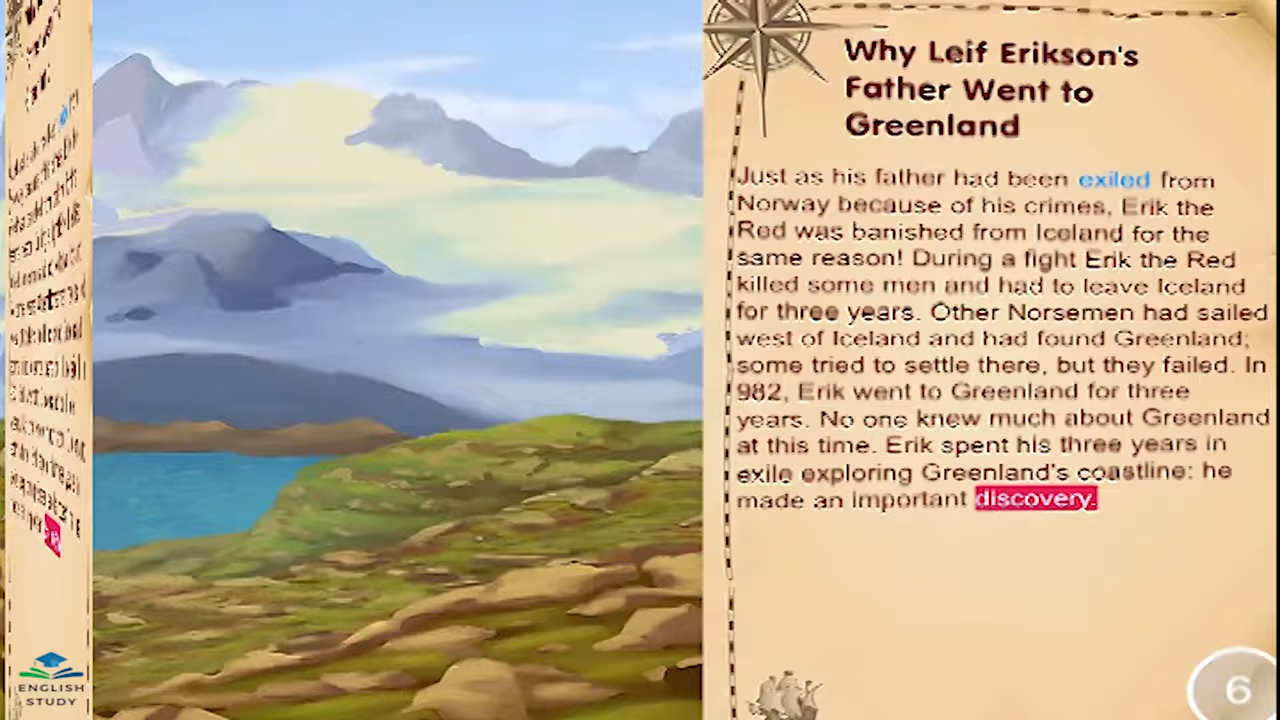 Why Leif Erikson's
Father Went to
Greenland
Just as his father had been exiled from
Norway because of his crimes, Erik the
Red was banished from Iceland for the
same reason! During a fight Erik the Red
killed some men and had to leave Iceland
for three years. Other Norsemen had sailed
west of Iceland and had found Greenland;
some tried to settle there, but they failed. In
982, Erik went to Greenland for three
years. No one knew much about Greenland
at this time. Erik spent his three years in
exile exploring Greenland's coastline: he
made an important discovery.
6
ENGLISH
STUDY